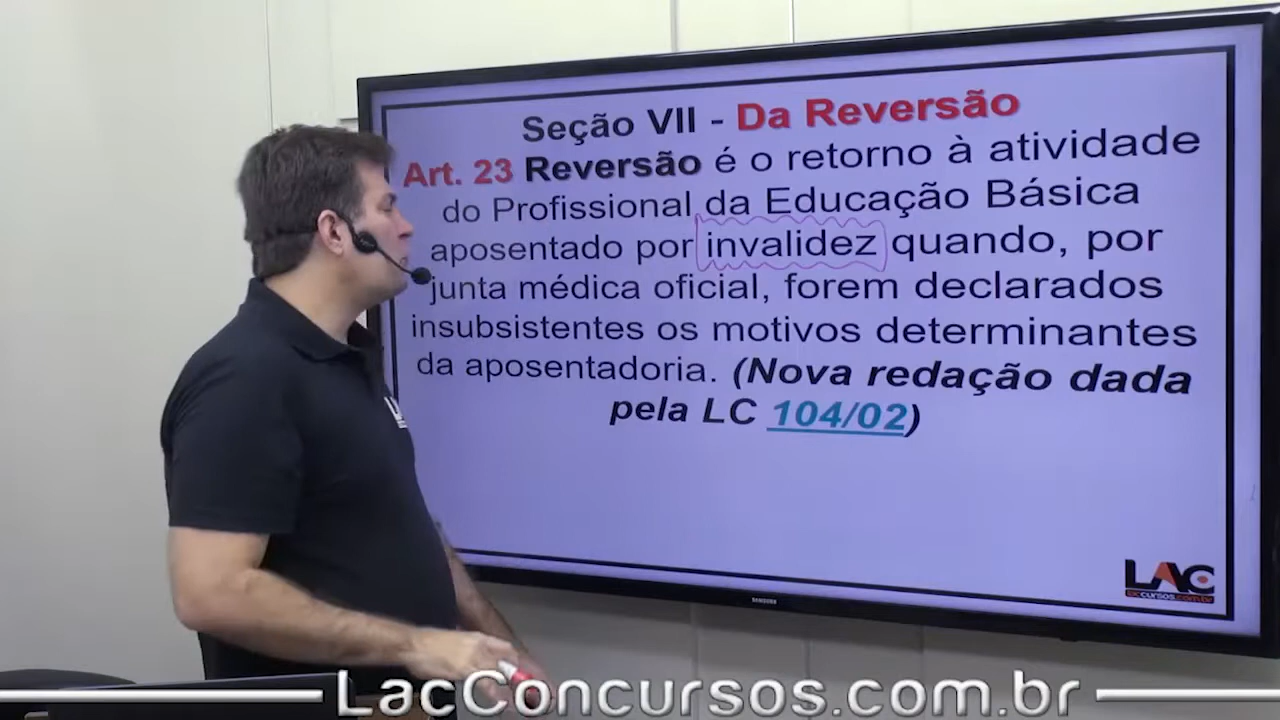 Seção VII - Da Reversão
Art. 23 Reversão é o retorno à atividade
do Profissional da Educação Básica
aposentado por invalidez quando, por
junta médica oficial, forem declarados
insubsistentes os motivos determinantes
da aposentadoria. (Nova redação dada
pela LC 104/02)
LAC
SAMSUNG
LacConcursos.com.br